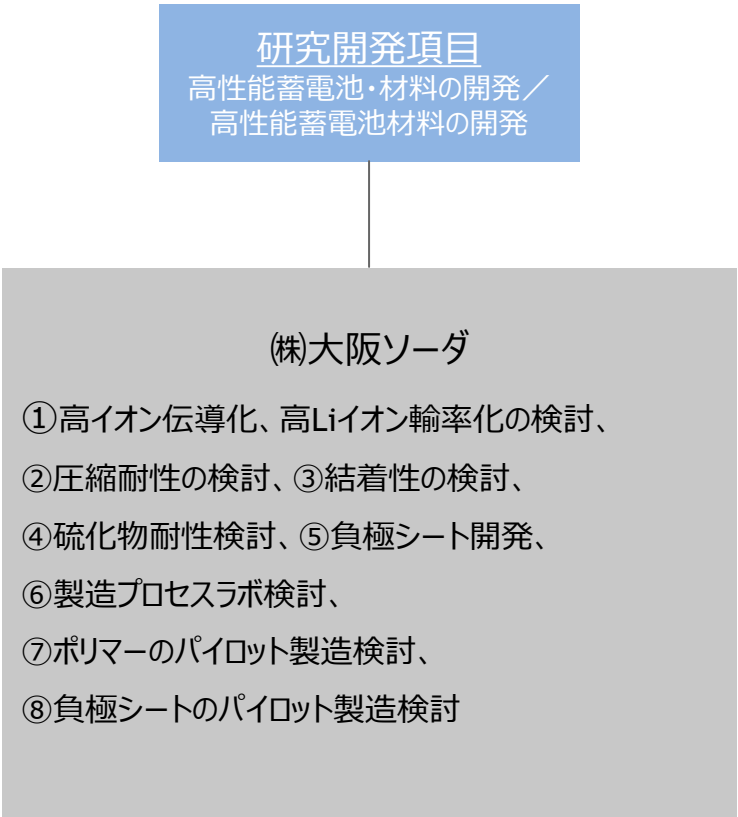 研究開発項目
高性能蓄電池・材料の開発／
高性能蓄電池材料の開発
㈱大阪ソーダ
①高イオン伝導化、高Liイオン輸率化の検討、
②圧縮耐性の検討、③結着性の検討、
④硫化物耐性検討、⑤負極シート開発、
⑥製造プロセスラボ検討、
⑦ポリマーのパイロット製造検討、
⑧負極シートのパイロット製造検討